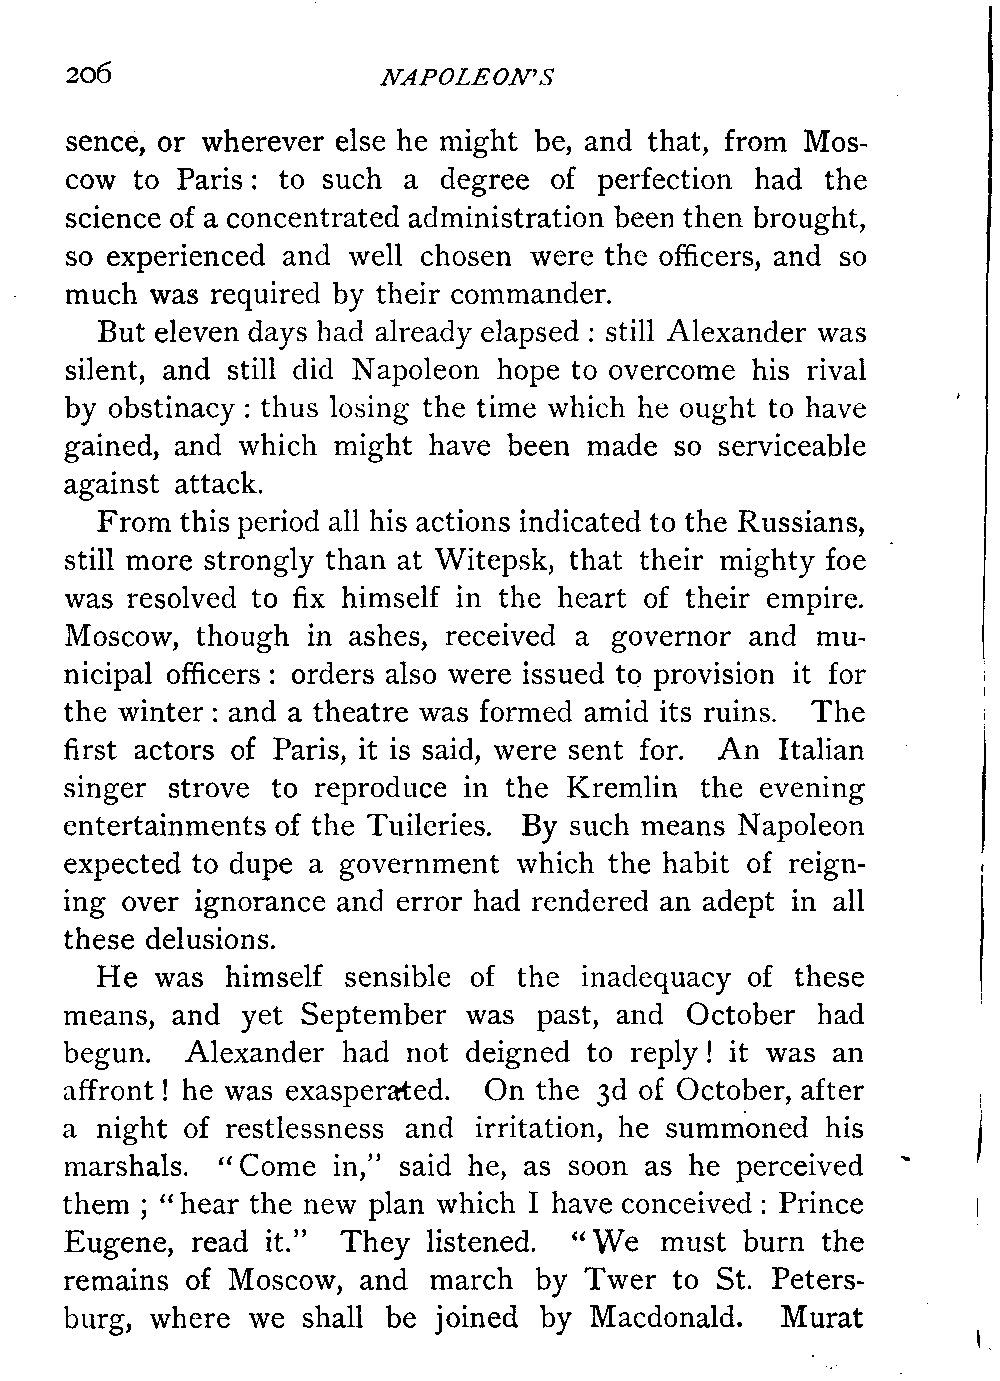 206 NAPOLEON'S
sence, or wherever else he might be, and that, from Mos-
cow to Paris : to such a degree of perfection had the
science of a concentrated administration been then brought,
so experienced and well chosen were the officers, and so
much was required by their commander.
But eleven days had already elapsed : still Alexander was
silent, and still did Napoleon hope to overcome his rival
by obstinacy : thus losing the time which he ought to have
gained, and which might have been made so serviceable
against attack.
From this period all his actions indicated to the Russians,
still more strongly than at Witepsk, that their mighty foe
was resolved to fix himself in the heart of their empire.
Moscow, though in ashes, received a governor and mu-
nicipal officers : orders also were issued to provision it for
the winter : and a theatre was formed amid its ruins. The
first actors of Paris, it is said, were sent for. An Italian
singer strove to reproduce in the Kremlin the evening
entertainments of the Tuileries. By such means Napoleon
expected to dupe a government which the habit of reign-
ing over ignorance and error had rendered an adept in all
these delusions.
He was himself sensible of the inadequacy of these
means, and yet September was past, and October had
begun. Alexander had not deigned to reply ! it was an
affront ! he was exasperated. On the 3d of October, after
a night of restlessness and irritation, he summoned his
marshals. "Come in," said he, as soon as he perceived
them ; "hear the new plan which I have conceived : Prince
Eugene, read it." They listened. "We must burn the
remains of Moscow, and march by Twer to St. Peters-
burg, where we shall be joined by Macdonald. Murat